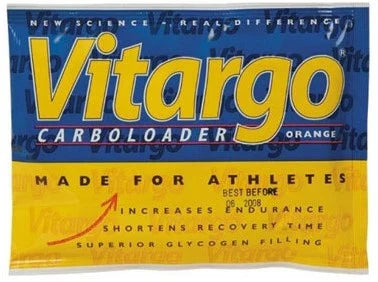 NEW SCIENCE REAL DIFFERENCE
Vitargo®
CARBOLOADER ORANGE
MADE FOR ATHLETES
BEST BEFORE
06 2008
INCREASES ENDURANCE
SHORTENS RECOVERY TIME
SUPERIOR GLYCOGEN FILLING